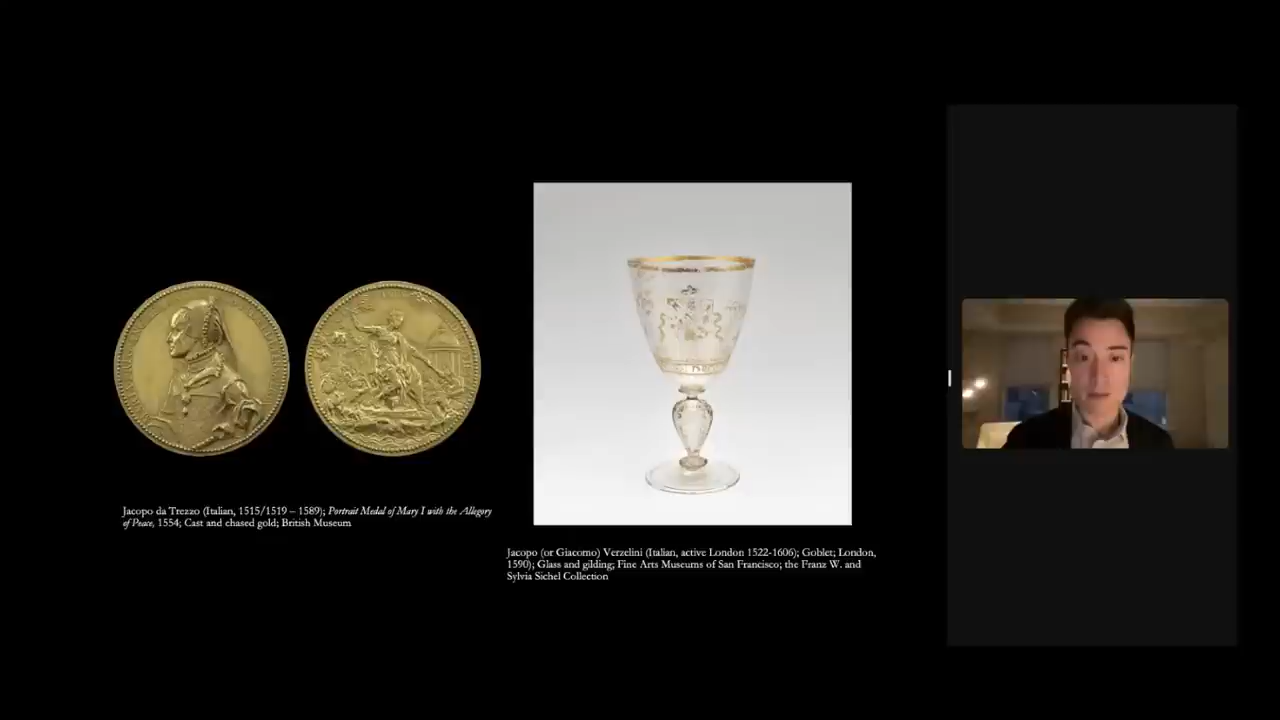 Jacopo da Trezzo (Italian, 1515/1519 – 1589); Portrait Medal of Mary I with the Allegory
of Peace, 1554; Cast and chased gold; British Museum
Jacopo (or Giacomo) Verzelini (Italian, active London 1522-1606); Goblet; London,
1590); Glass and gilding; Fine Arts Museums of San Francisco; the Franz W. and
Sylvia Sichel Collection